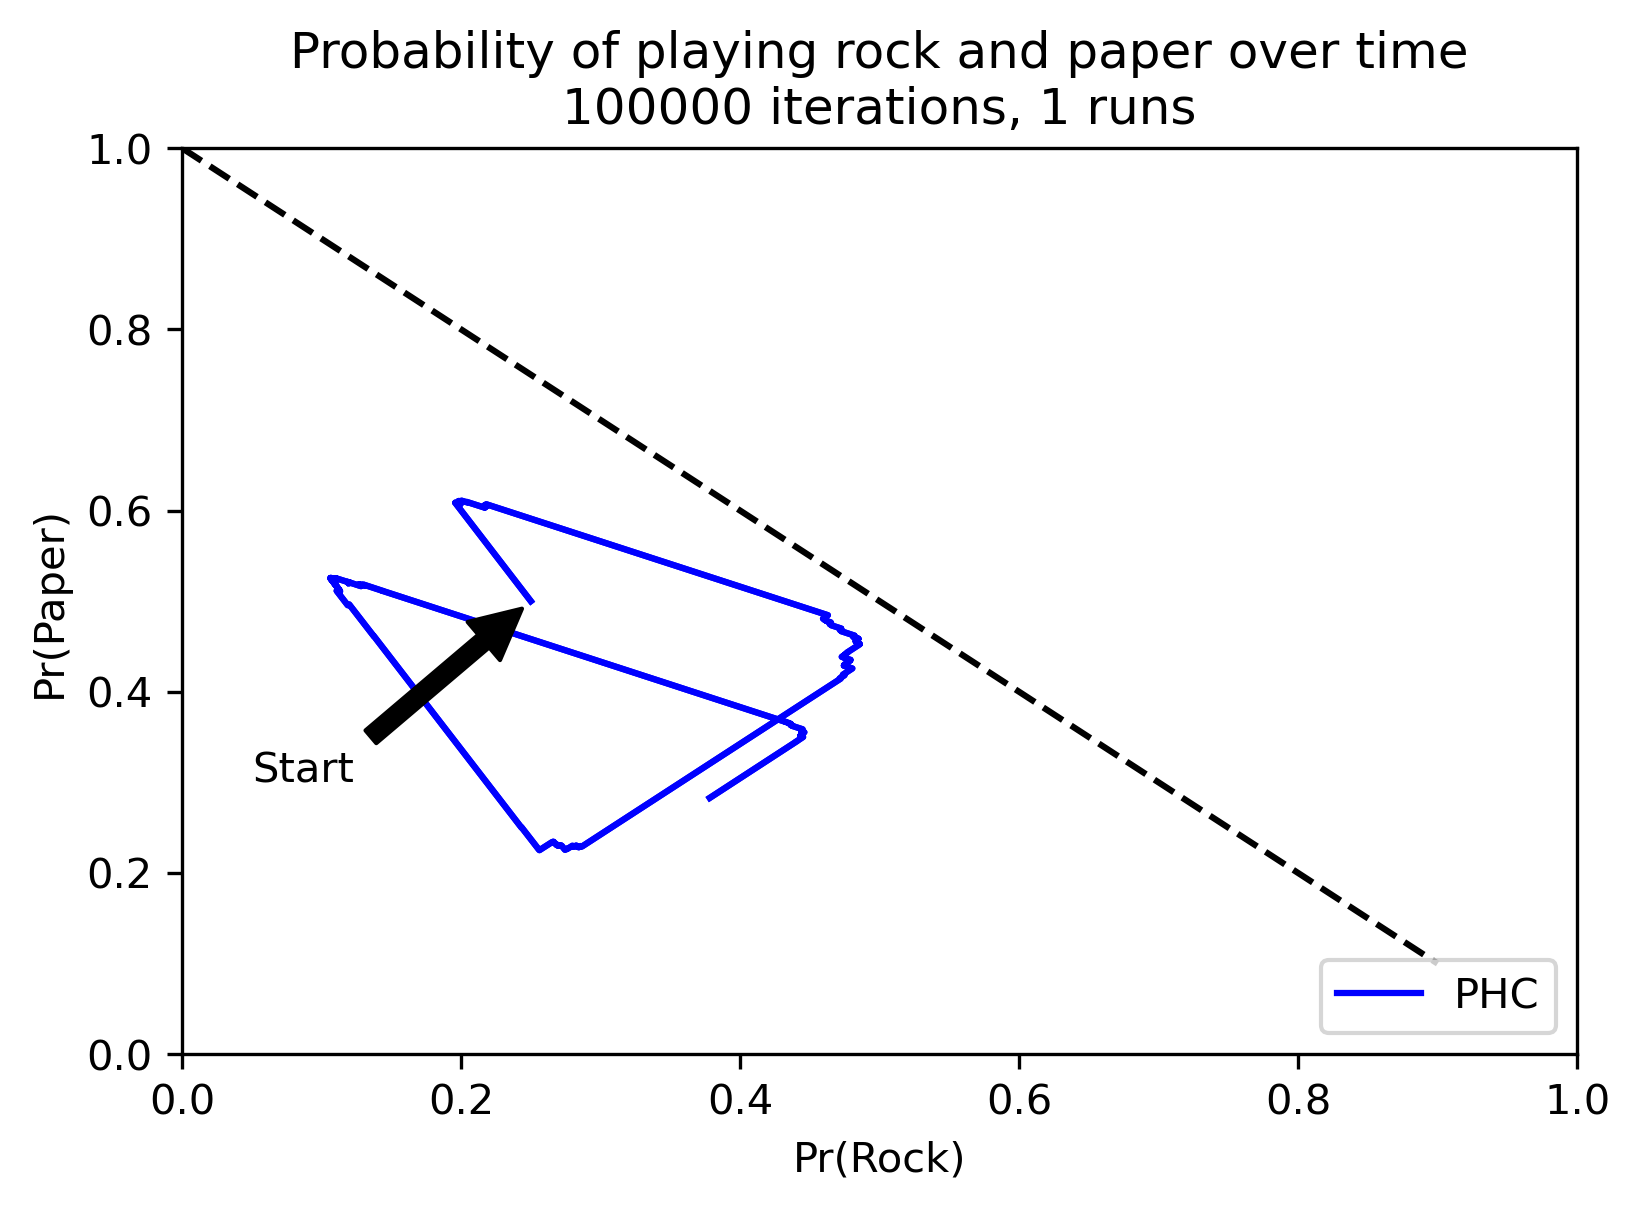 Probability of playing rock and paper over time
100000 iterations, 1 runs
1.0
0.8
0.6
0.4
0.2
0.0
Pr(Paper)
Start
PHC
0.0 0.2 0.4 0.6 0.8 1.0
Pr(Rock)